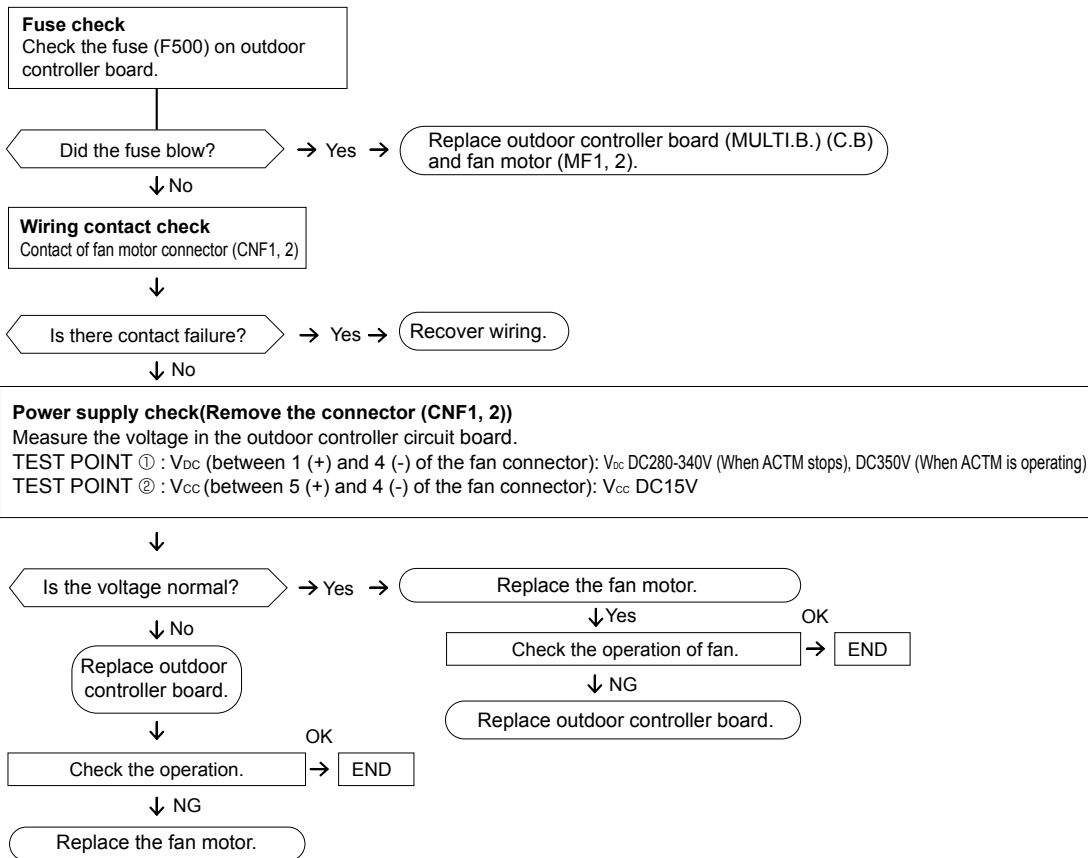 Fuse check
Check the fuse (F500) on outdoor
controller board.
Did the fuse blow?
→ Yes →
Replace outdoor controller board (MULTI.B.) (C.B)
and fan motor (MF1, 2).
↓ No
Wiring contact check
Contact of fan motor connector (CNF1, 2)
↓
Is there contact failure?
→ Yes →
Recover wiring.
↓ No
Power supply check(Remove the connector (CNF1, 2))
Measure the voltage in the outdoor controller circuit board.
TEST POINT ① : VDC (between 1 (+) and 4 (-) of the fan connector): VDC DC280-340V (When ACTM stops), DC350V (When ACTM is operating)
TEST POINT ② : VCC (between 5 (+) and 4 (-) of the fan connector): VCC DC15V
↓
Is the voltage normal?
→ Yes →
Replace the fan motor.
↓Yes
Check the operation of fan.
OK
→
END
↓ NG
Replace outdoor controller board.
↓ No
Replace outdoor
controller board.
↓
Check the operation.
OK
→
END
↓ NG
Replace the fan motor.